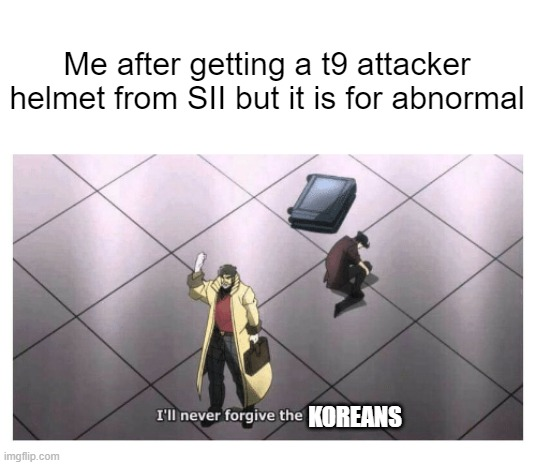 Me after getting a t9 attacker
helmet from SII but it is for abnormal
I'll never forgive the KOREANS
imgflip.com